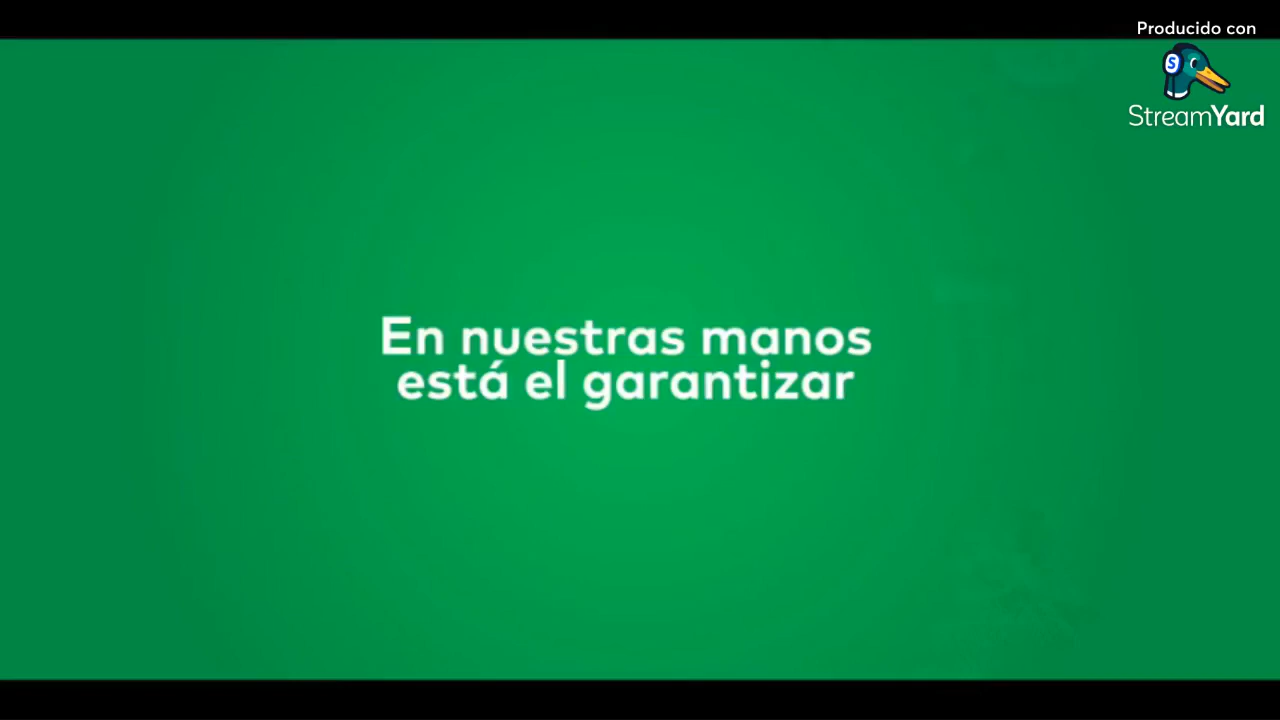 Producido con
S
StreamYard
En nuestras manos
está el garantizar